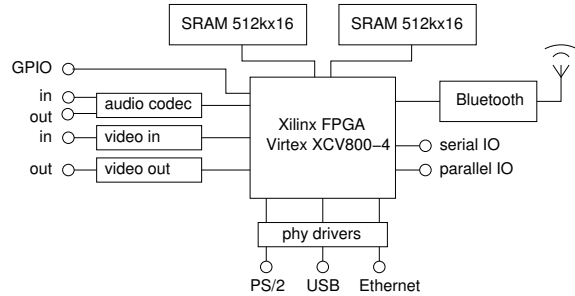 SRAM 512kx16
SRAM 512kx16
GPIO
in
out
audio codec
in
video in
out
video out
Xilinx FPGA
Virtex XCV800−4
Bluetooth
serial IO
parallel IO
phy drivers
PS/2
USB
Ethernet